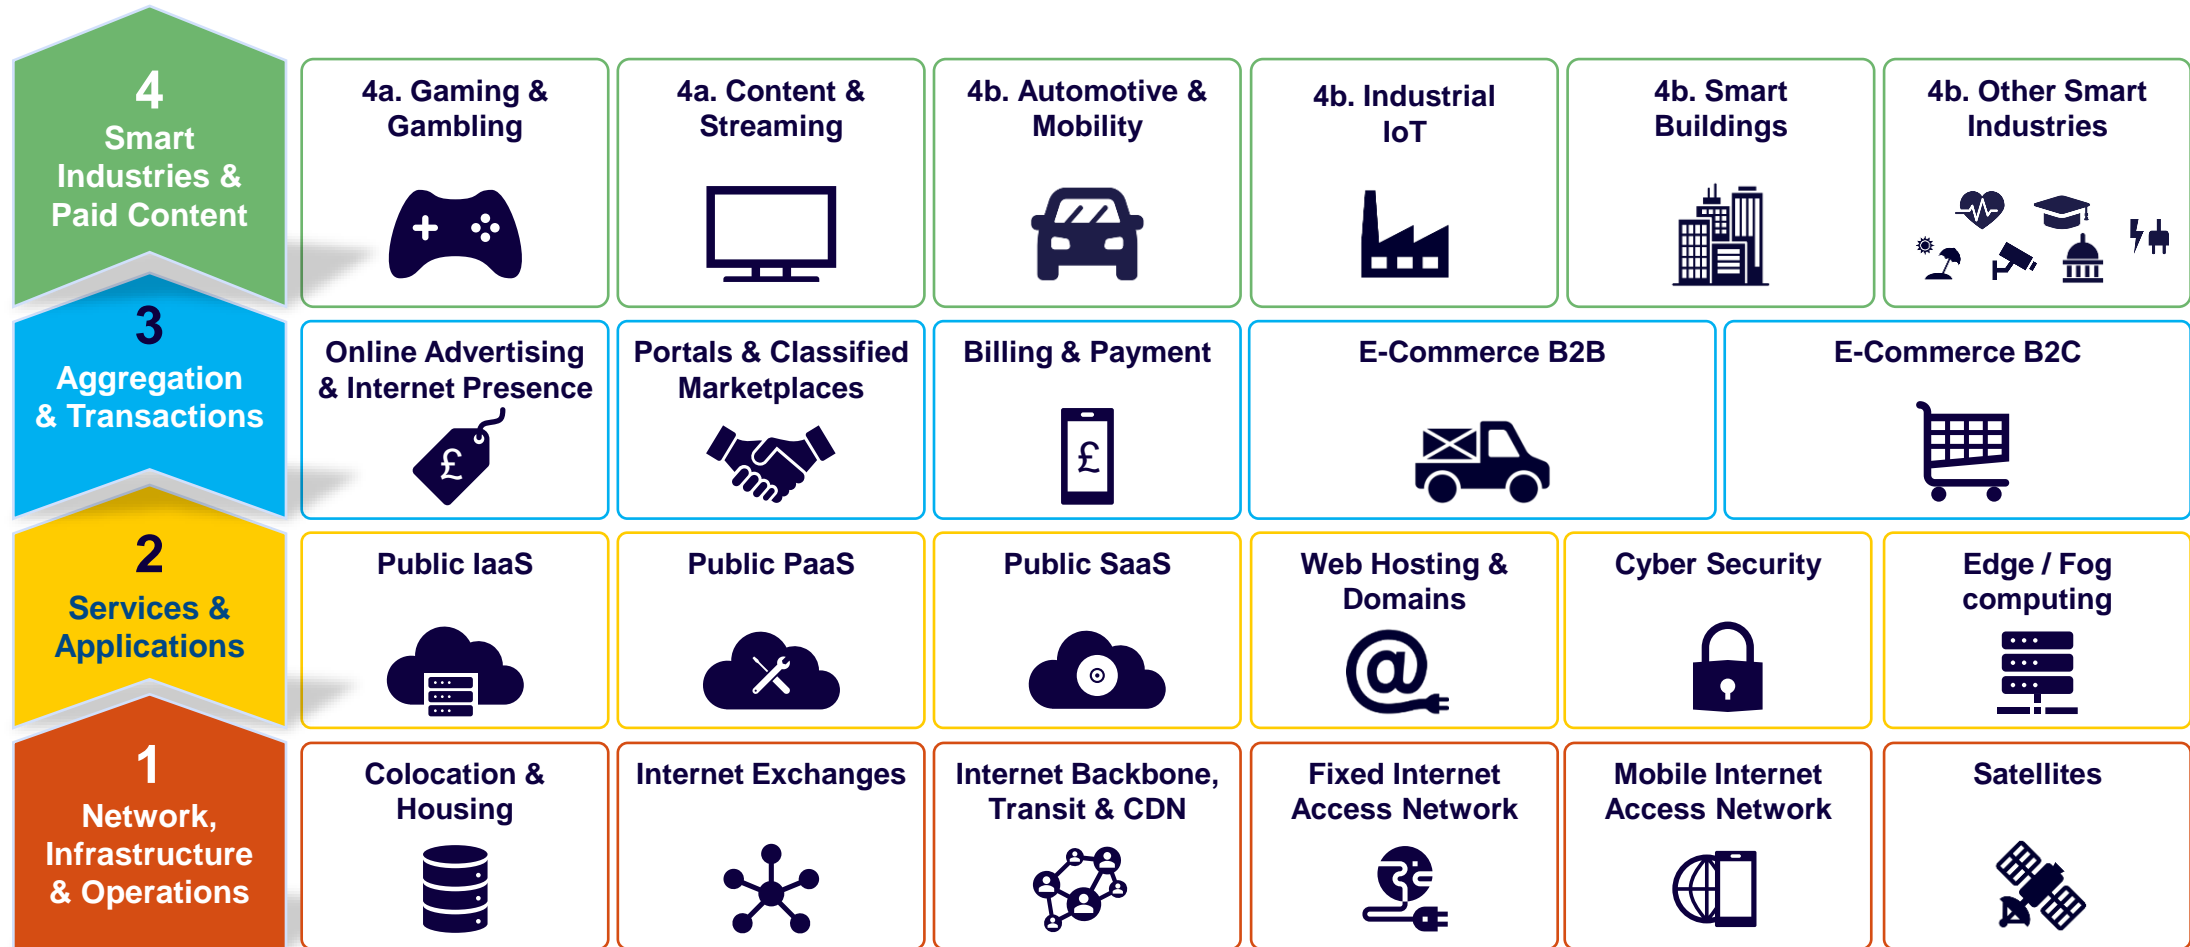 4
Smart
Industries &
Paid Content
4a. Gaming &
Gambling
4a. Content &
Streaming
4b. Automotive &
Mobility
4b. Industrial
IoT
4b. Smart
Buildings
4b. Other Smart
Industries
3
Aggregation
& Transactions
Online Advertising
& Internet Presence
£
Portals & Classified
Marketplaces
Billing & Payment
£
E-Commerce B2B
E-Commerce B2C
2
Services &
Applications
Public IaaS
Public PaaS
Public SaaS
Web Hosting &
Domains
@
Cyber Security
Edge / Fog
computing
1
Network,
Infrastructure
& Operations
Colocation &
Housing
Internet Exchanges
Internet Backbone,
Transit & CDN
Fixed Internet
Access Network
Mobile Internet
Access Network
Satellites